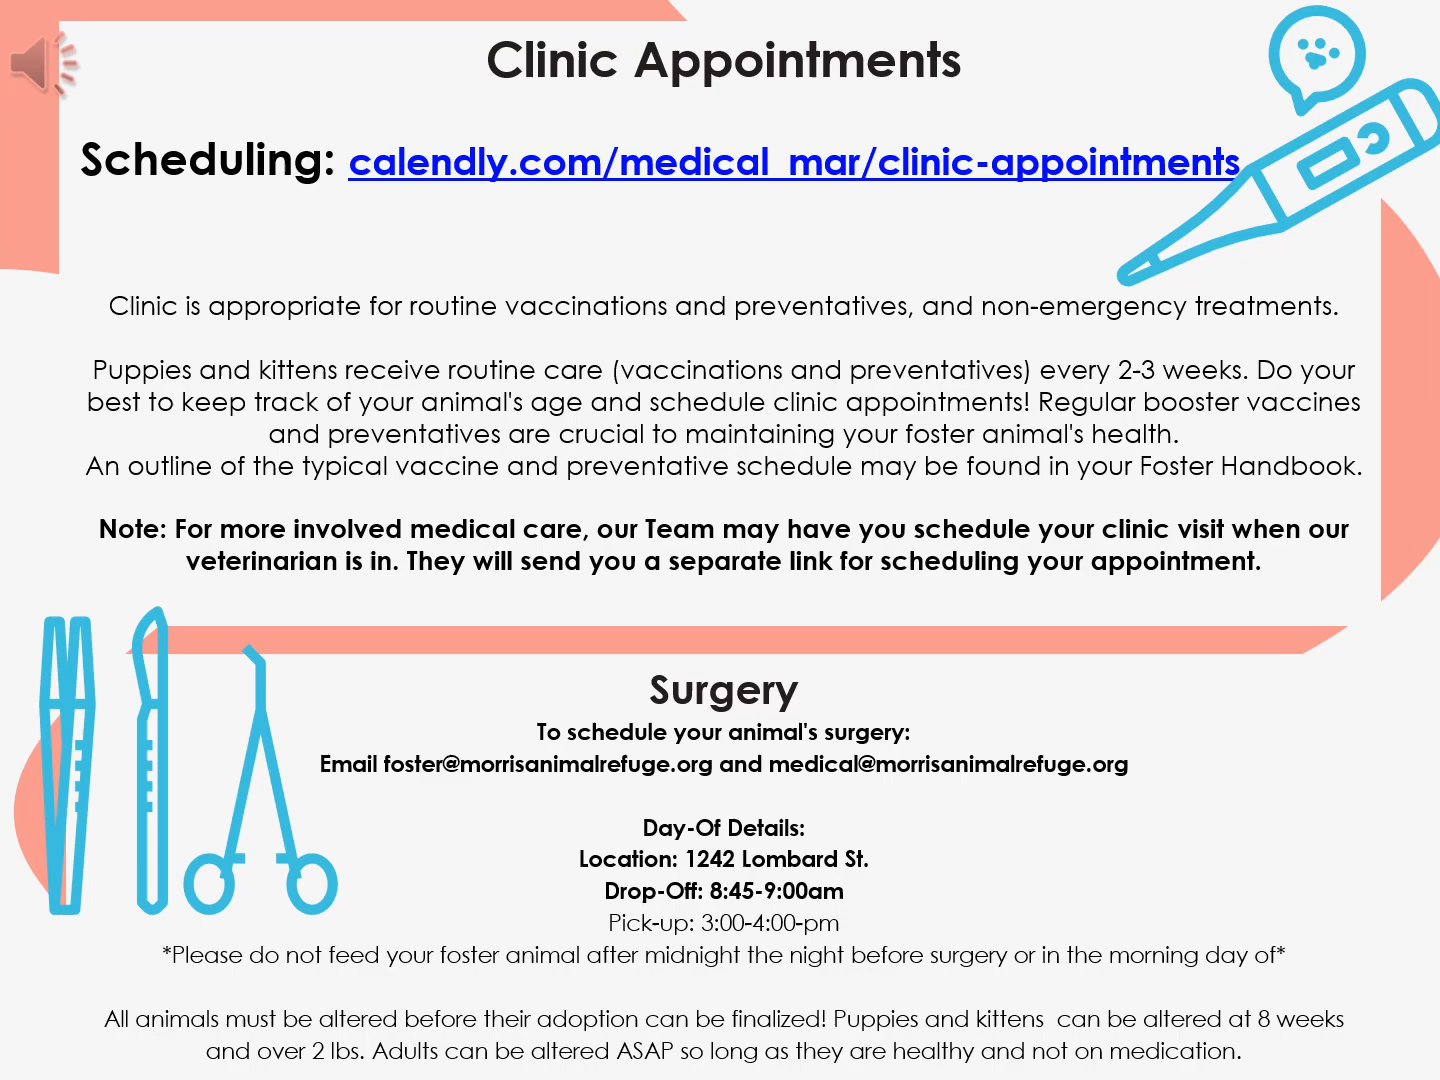 Clinic Appointments
Scheduling: calendly.com/medical_mar/clinic-appointments
Clinic is appropriate for routine vaccinations and preventatives, and non-emergency treatments.
Puppies and kittens receive routine care (vaccinations and preventatives) every 2-3 weeks. Do your
best to keep track of your animal's age and schedule clinic appointments! Regular booster vaccines
and preventatives are crucial to maintaining your foster animal's health.
An outline of the typical vaccine and preventative schedule may be found in your Foster Handbook.
Note: For more involved medical care, our Team may have you schedule your clinic visit when our
veterinarian is in. They will send you a separate link for scheduling your appointment.
Surgery
To schedule your animal's surgery:
Email foster@morrisanimalrefuge.org and medical@morrisanimalrefuge.org
Day-Of Details:
Location: 1242 Lombard St.
Drop-Off: 8:45-9:00am
Pick-up: 3:00-4:00-pm
*Please do not feed your foster animal after midnight the night before surgery or in the morning day of*
All animals must be altered before their adoption can be finalized! Puppies and kittens  can be altered at 8 weeks
and over 2 lbs. Adults can be altered ASAP so long as they are healthy and not on medication.